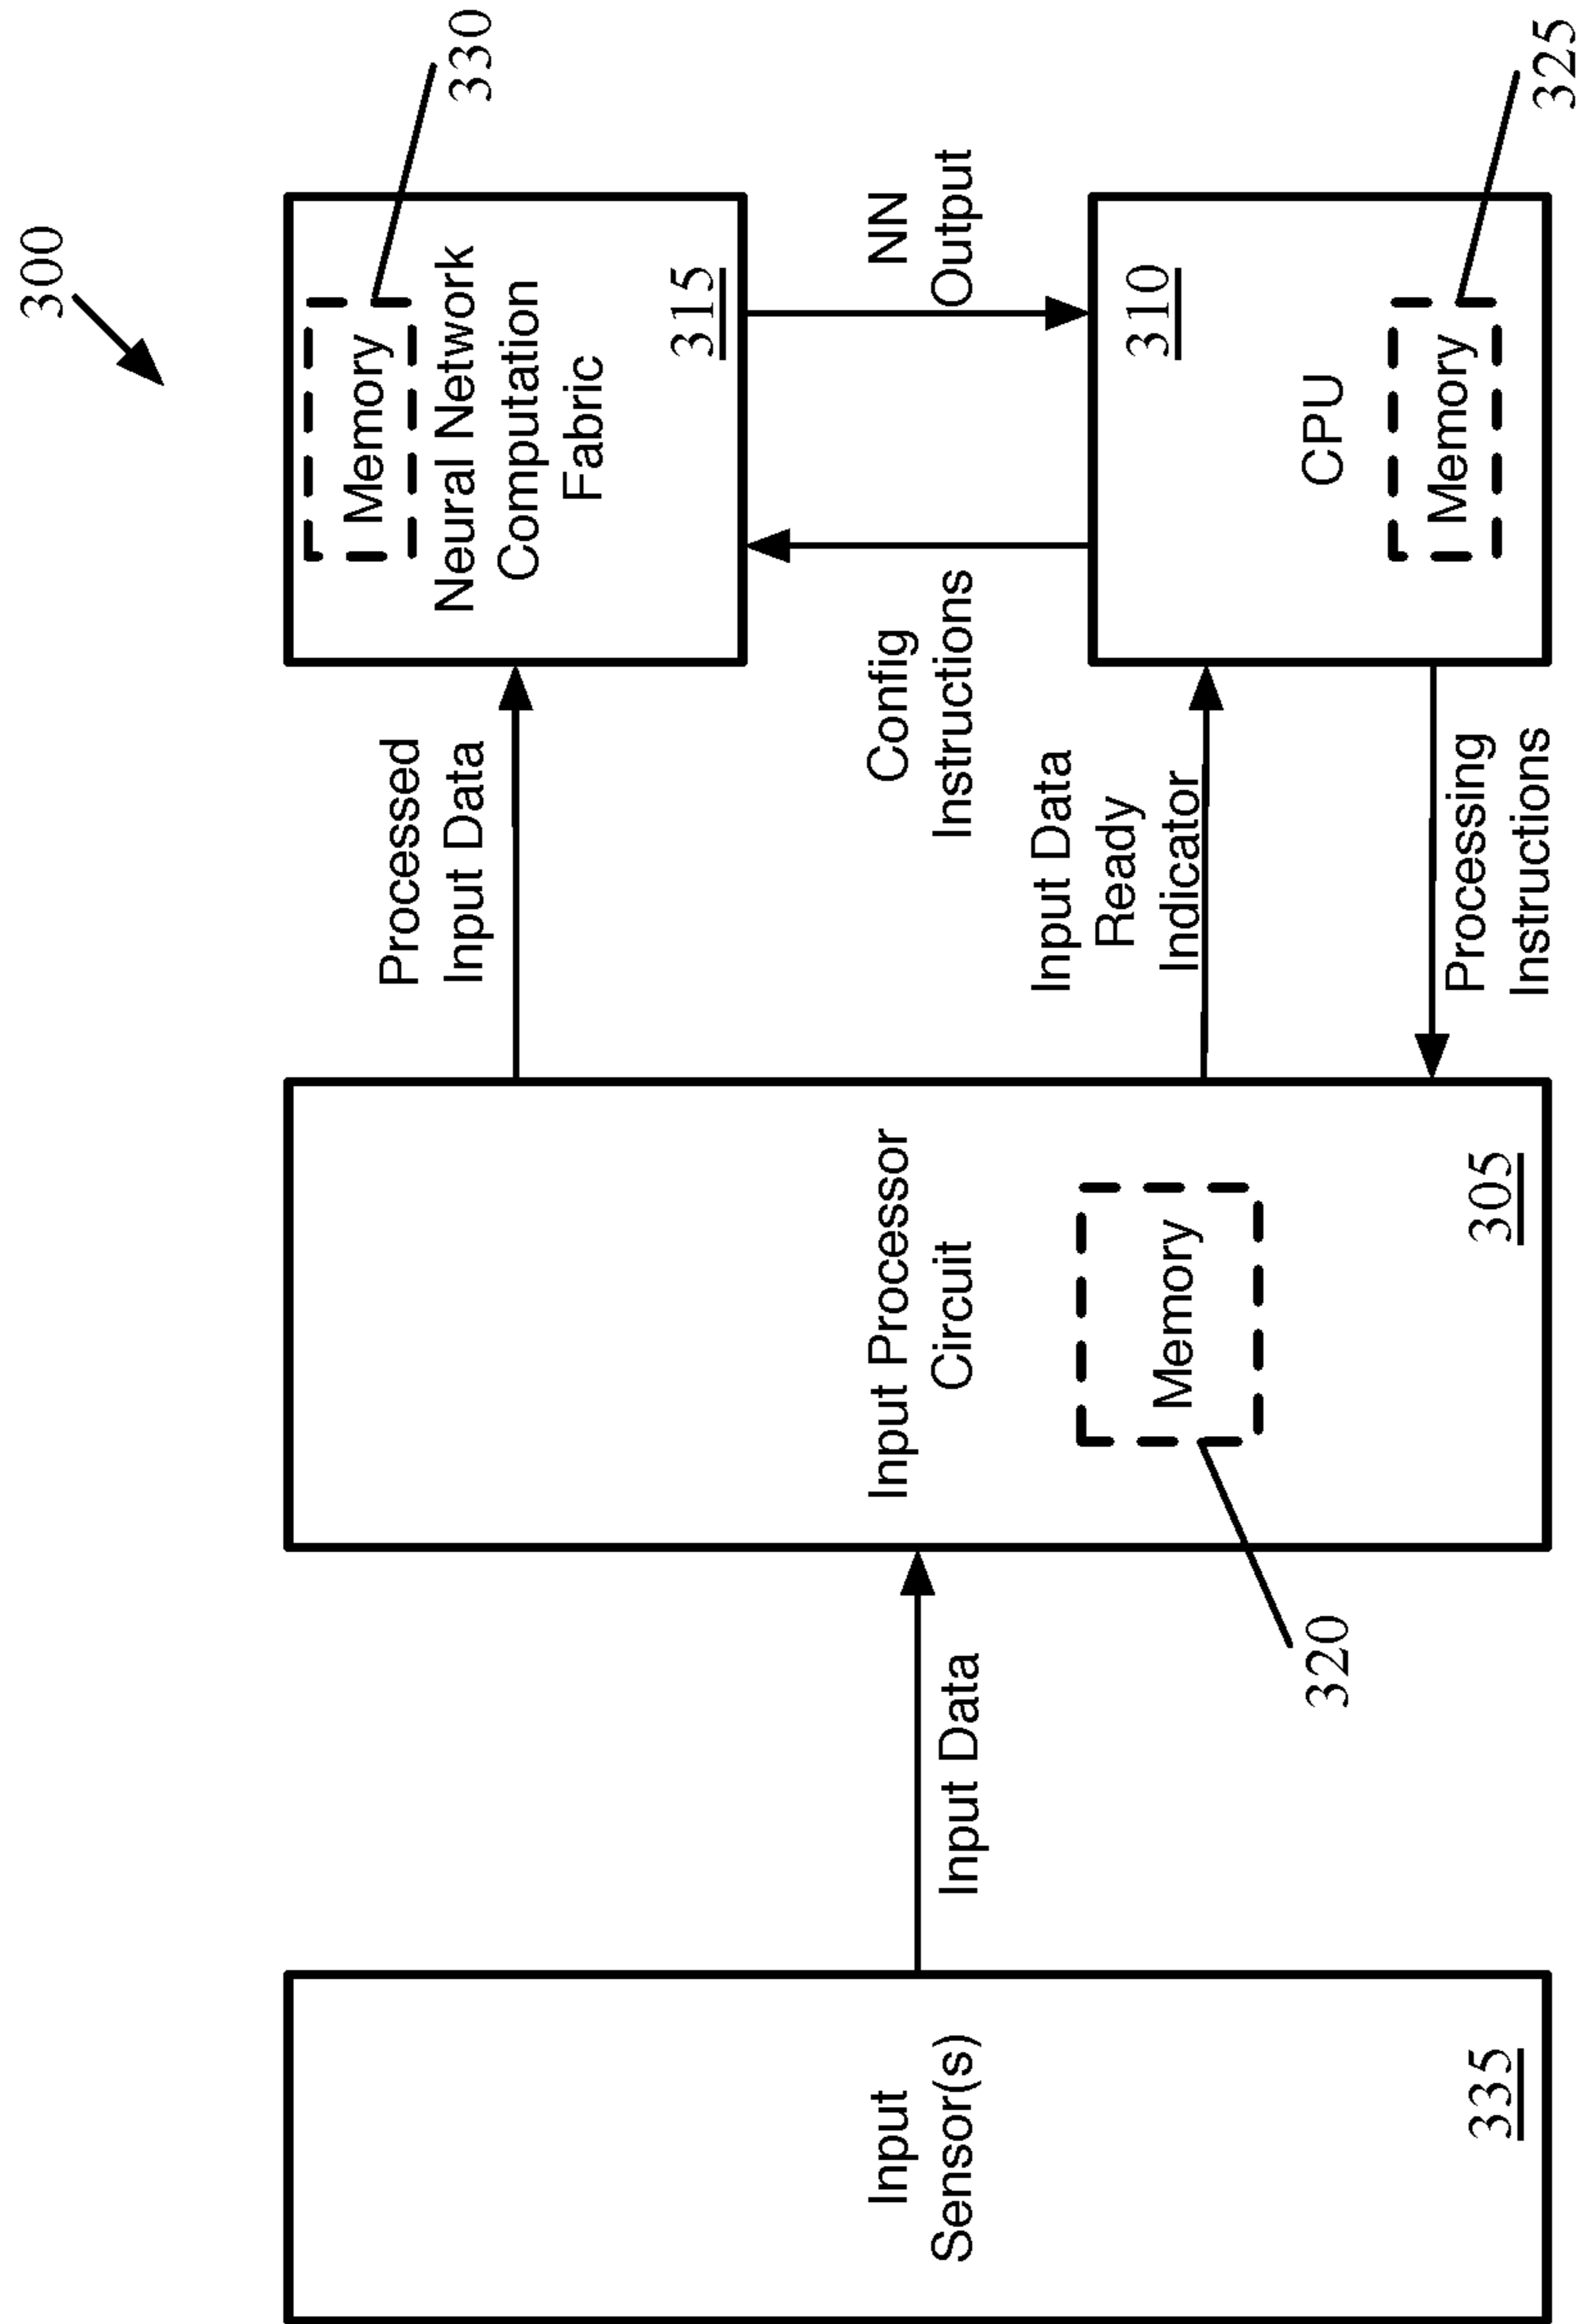 300
Input
Sensor(s)
335
Input Data
Input Processor
Circuit
Memory
320
305
Processed
Input Data
Input Data
Ready
Indicator
Processing
Instructions
Memory
330
Neural Network
Computation
Fabric
315
Config
Instructions
NN
Output
310
CPU
Memory
325